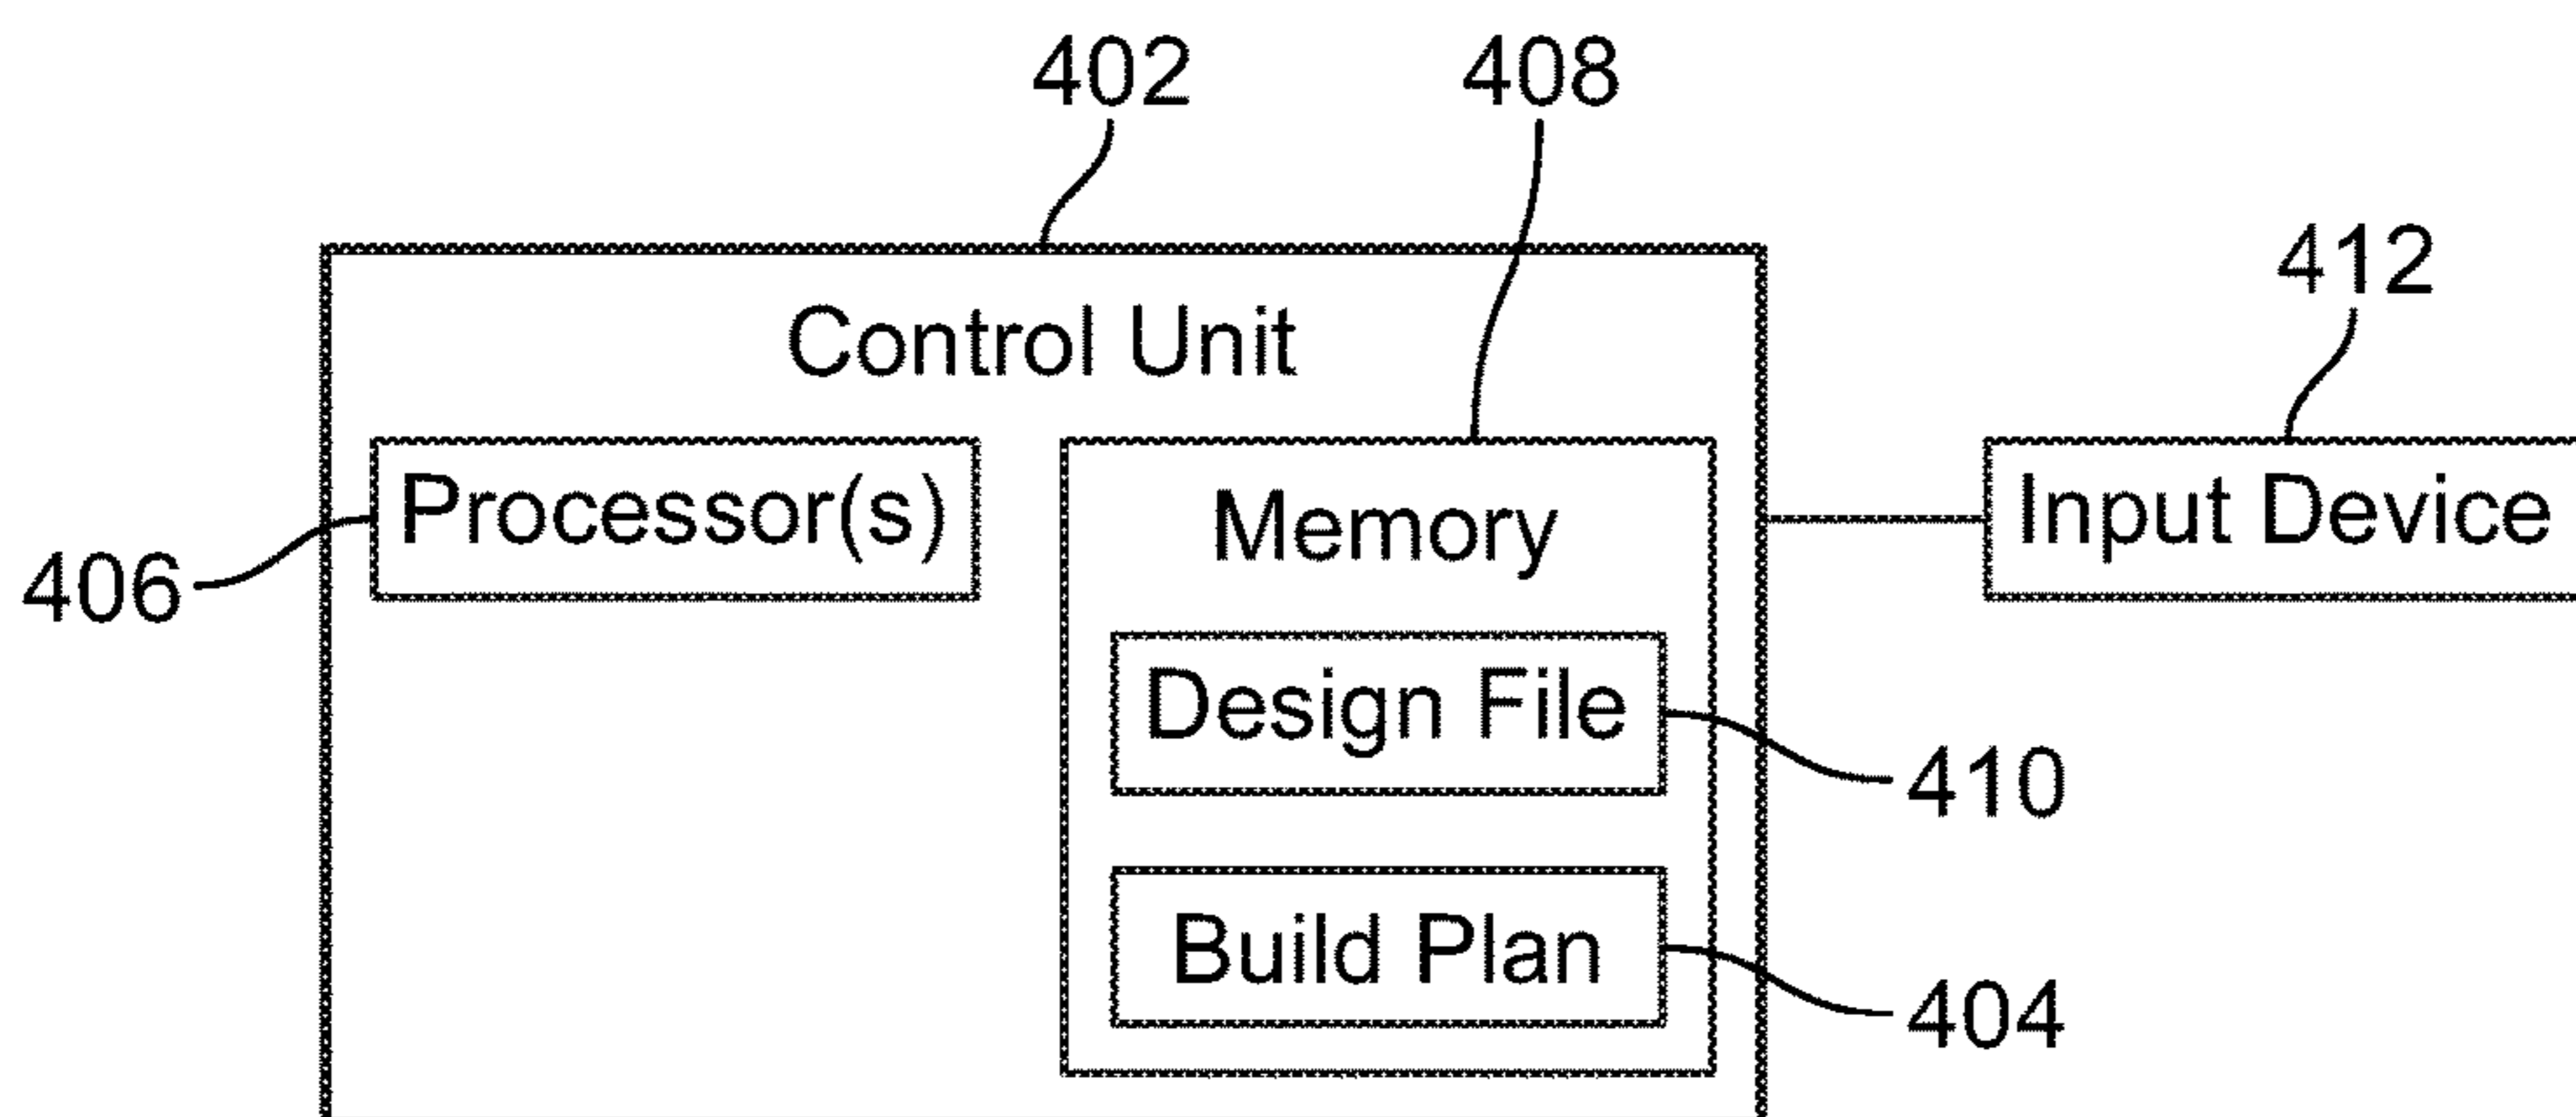 402
408
412
Control Unit
Processor(s)
Memory
Input Device
406
Design File
410
Build Plan
404